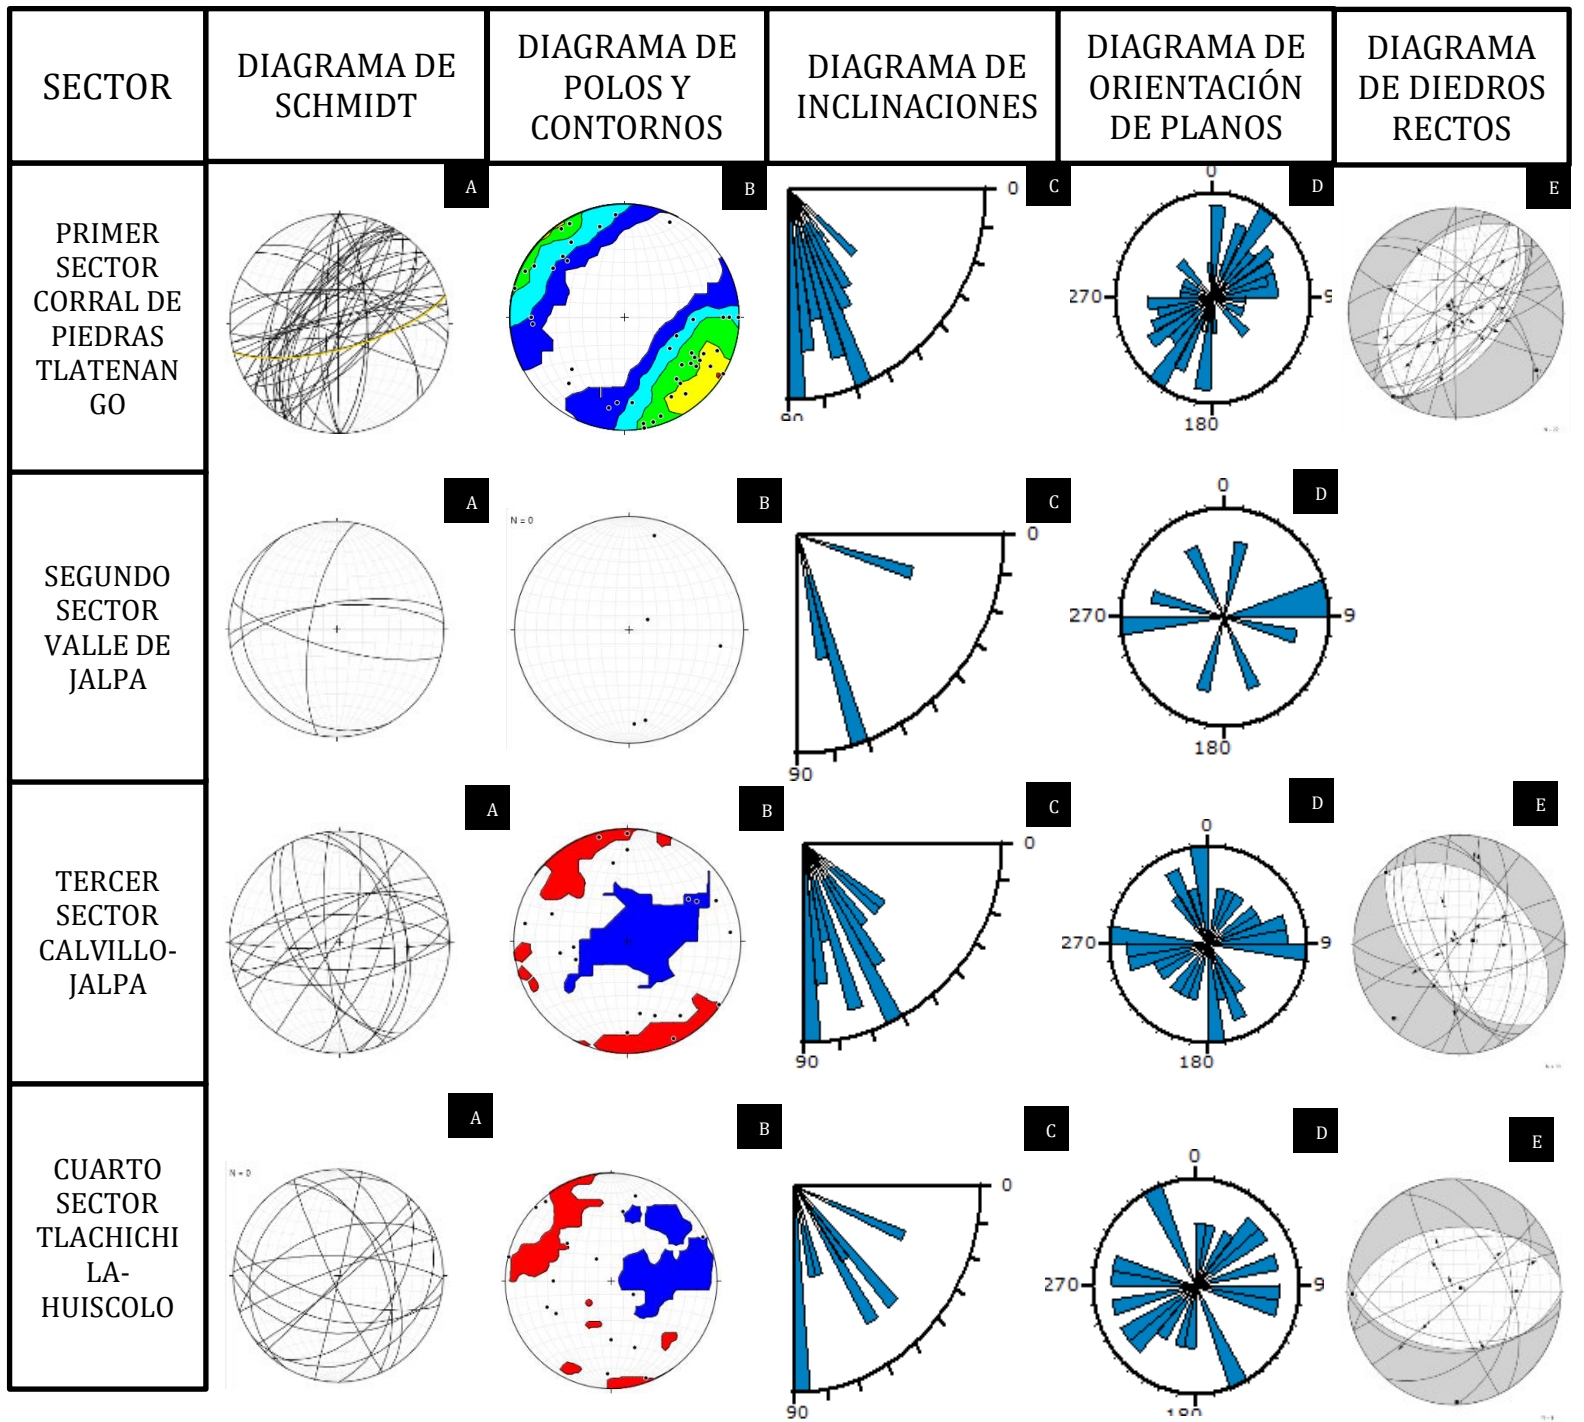 SECTOR
DIAGRAMA DE
SCHMIDT
DIAGRAMA DE
POLOS Y
CONTORNOS
DIAGRAMA DE
INCLINACIONES
DIAGRAMA DE
ORIENTACIÓN
DE PLANOS
DIAGRAMA
DE DIEDROS
RECTOS
PRIMER
SECTOR
CORRAL DE
PIEDRAS
TLATENAN
GO
A
B
C
0
D
0
270
9
180
E
SEGUNDO
SECTOR
VALLE DE
JALPA
A
B
N = 0
C
0
90
D
0
270
9
180
TERCER
SECTOR
CALVILLO-
JALPA
A
B
C
0
90
D
0
270
9
180
E
CUARTO
SECTOR
TLACHICHI
LA-
HUISCOLO
A
N = 0
B
C
0
90
D
0
270
9
180
E